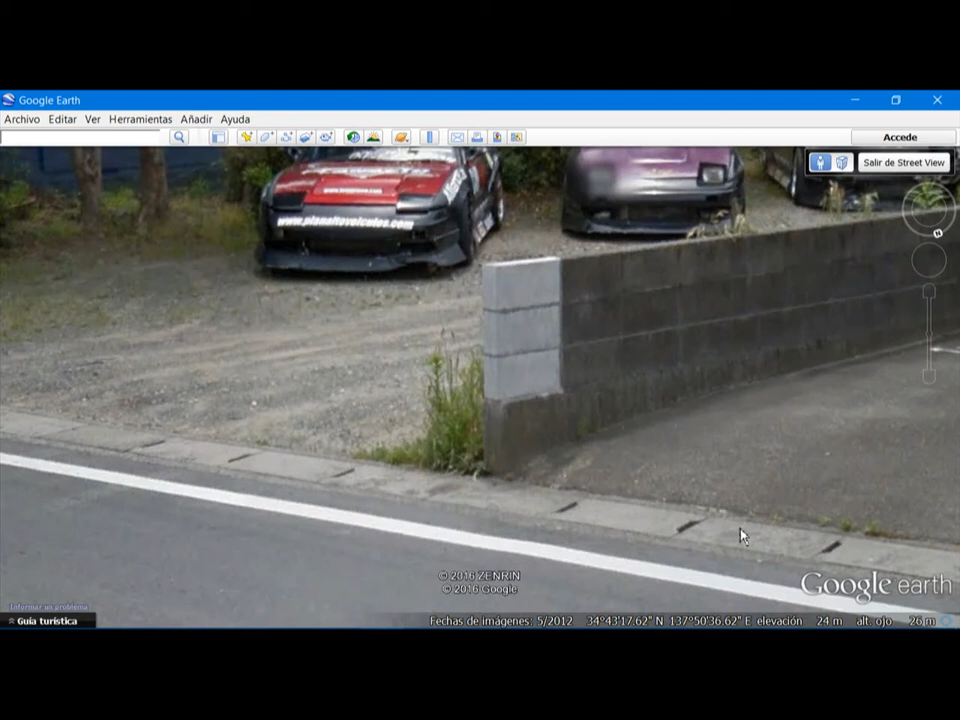 Google Earth
Archivo Editar Ver Herramientas Añadir Ayuda
Accede
Salir de Street View
N
www.planaltoveiculos.com
© 2016 ZENRIN
© 2016 Google
Google earth
Informar un problema
Guía turística
Fechas de imágenes: 5/2012 34°43'17.62" N 137°50'36.62" E elevación 24 m alt. ojo 26 m